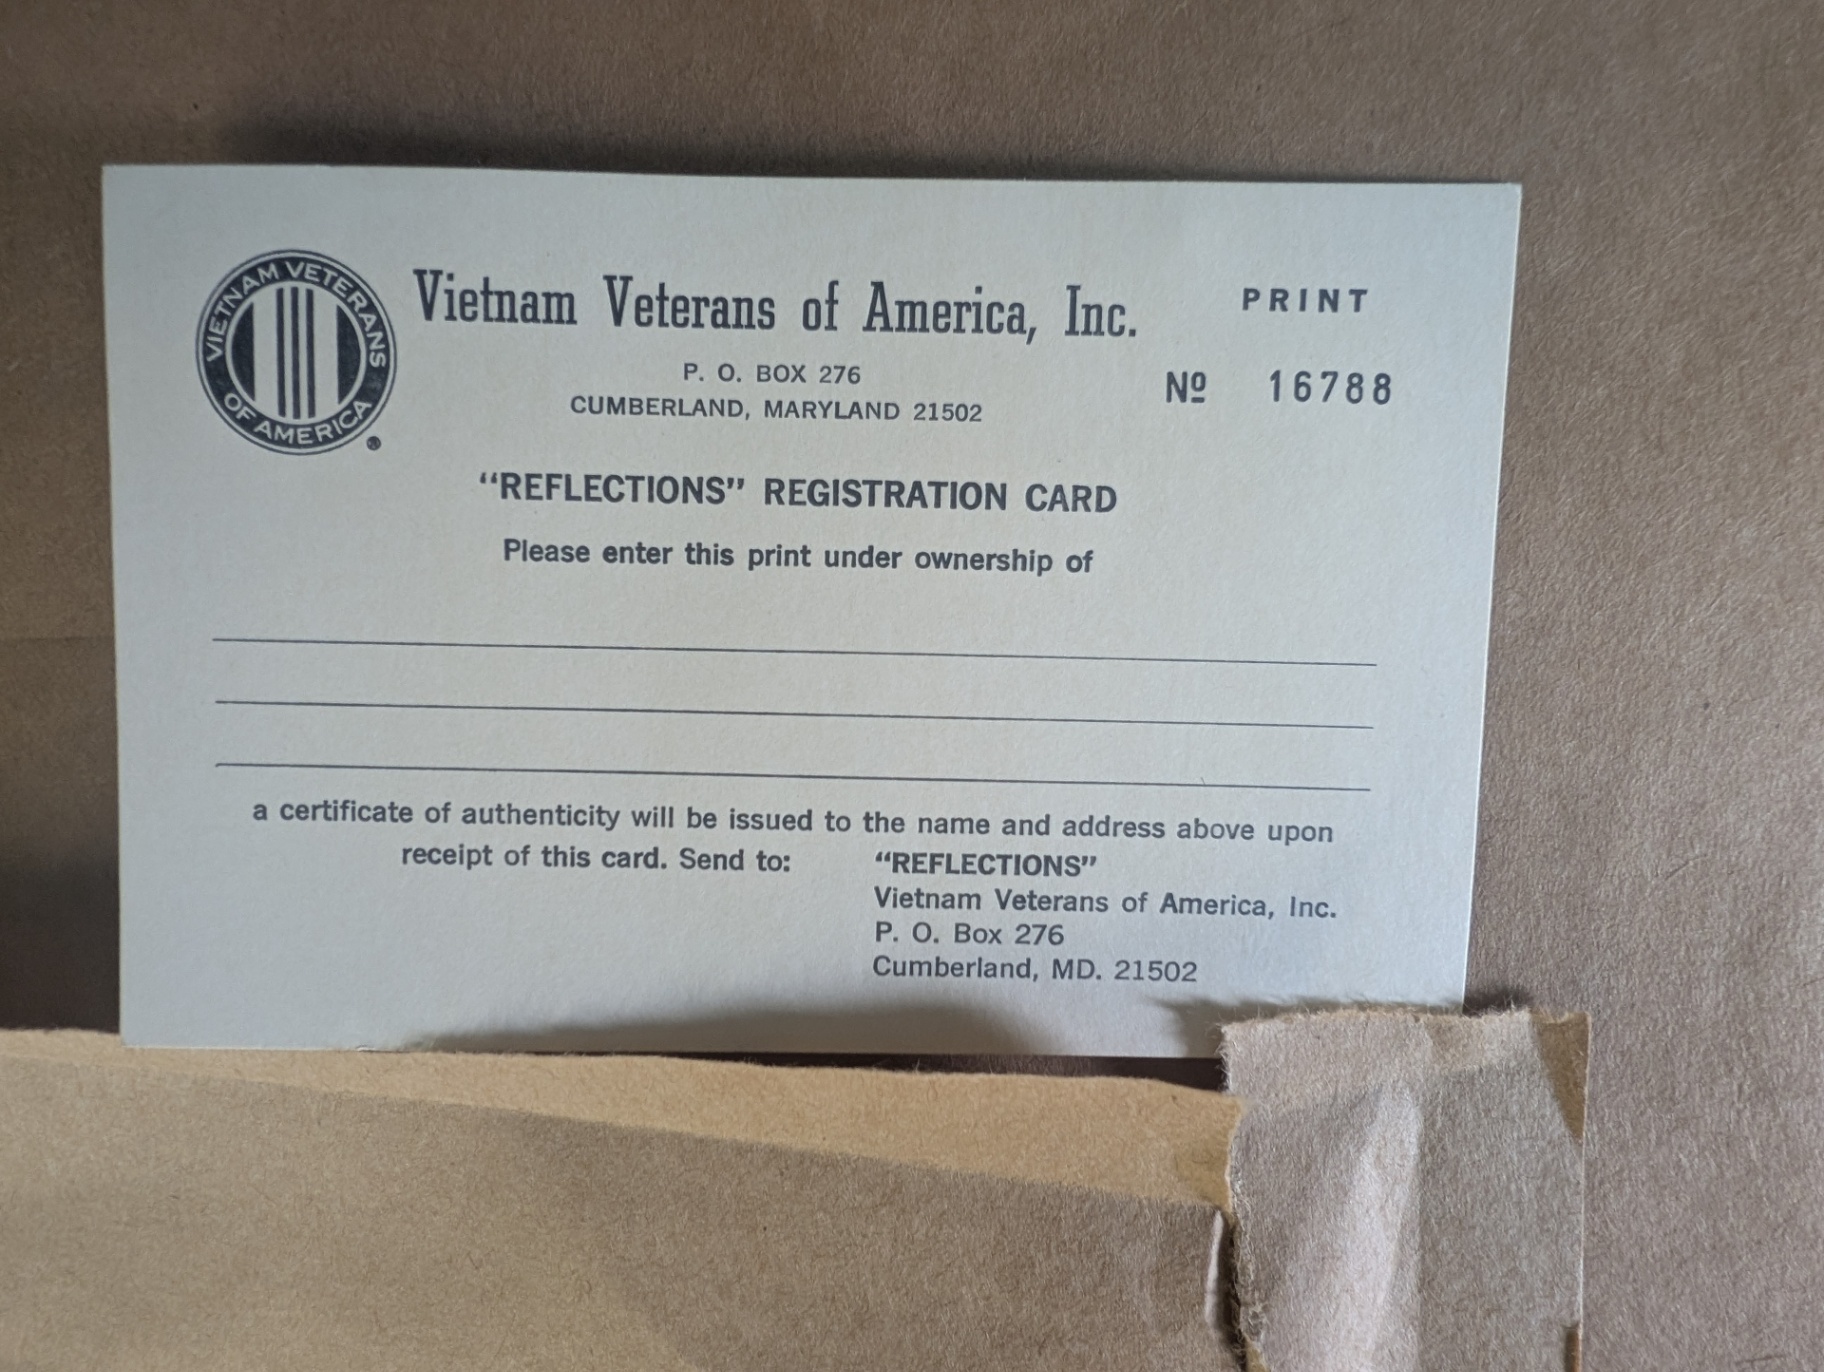 VIETNAM VETERANS
OF AMERICA
®
Vietnam Veterans of America, Inc.
P. O. BOX 276
CUMBERLAND, MARYLAND 21502
PRINT
Nº 16788
“REFLECTIONS” REGISTRATION CARD
Please enter this print under ownership of
a certificate of authenticity will be issued to the name and address above upon
receipt of this card. Send to: “REFLECTIONS”
Vietnam Veterans of America, Inc.
P. O. Box 276
Cumberland, MD. 21502